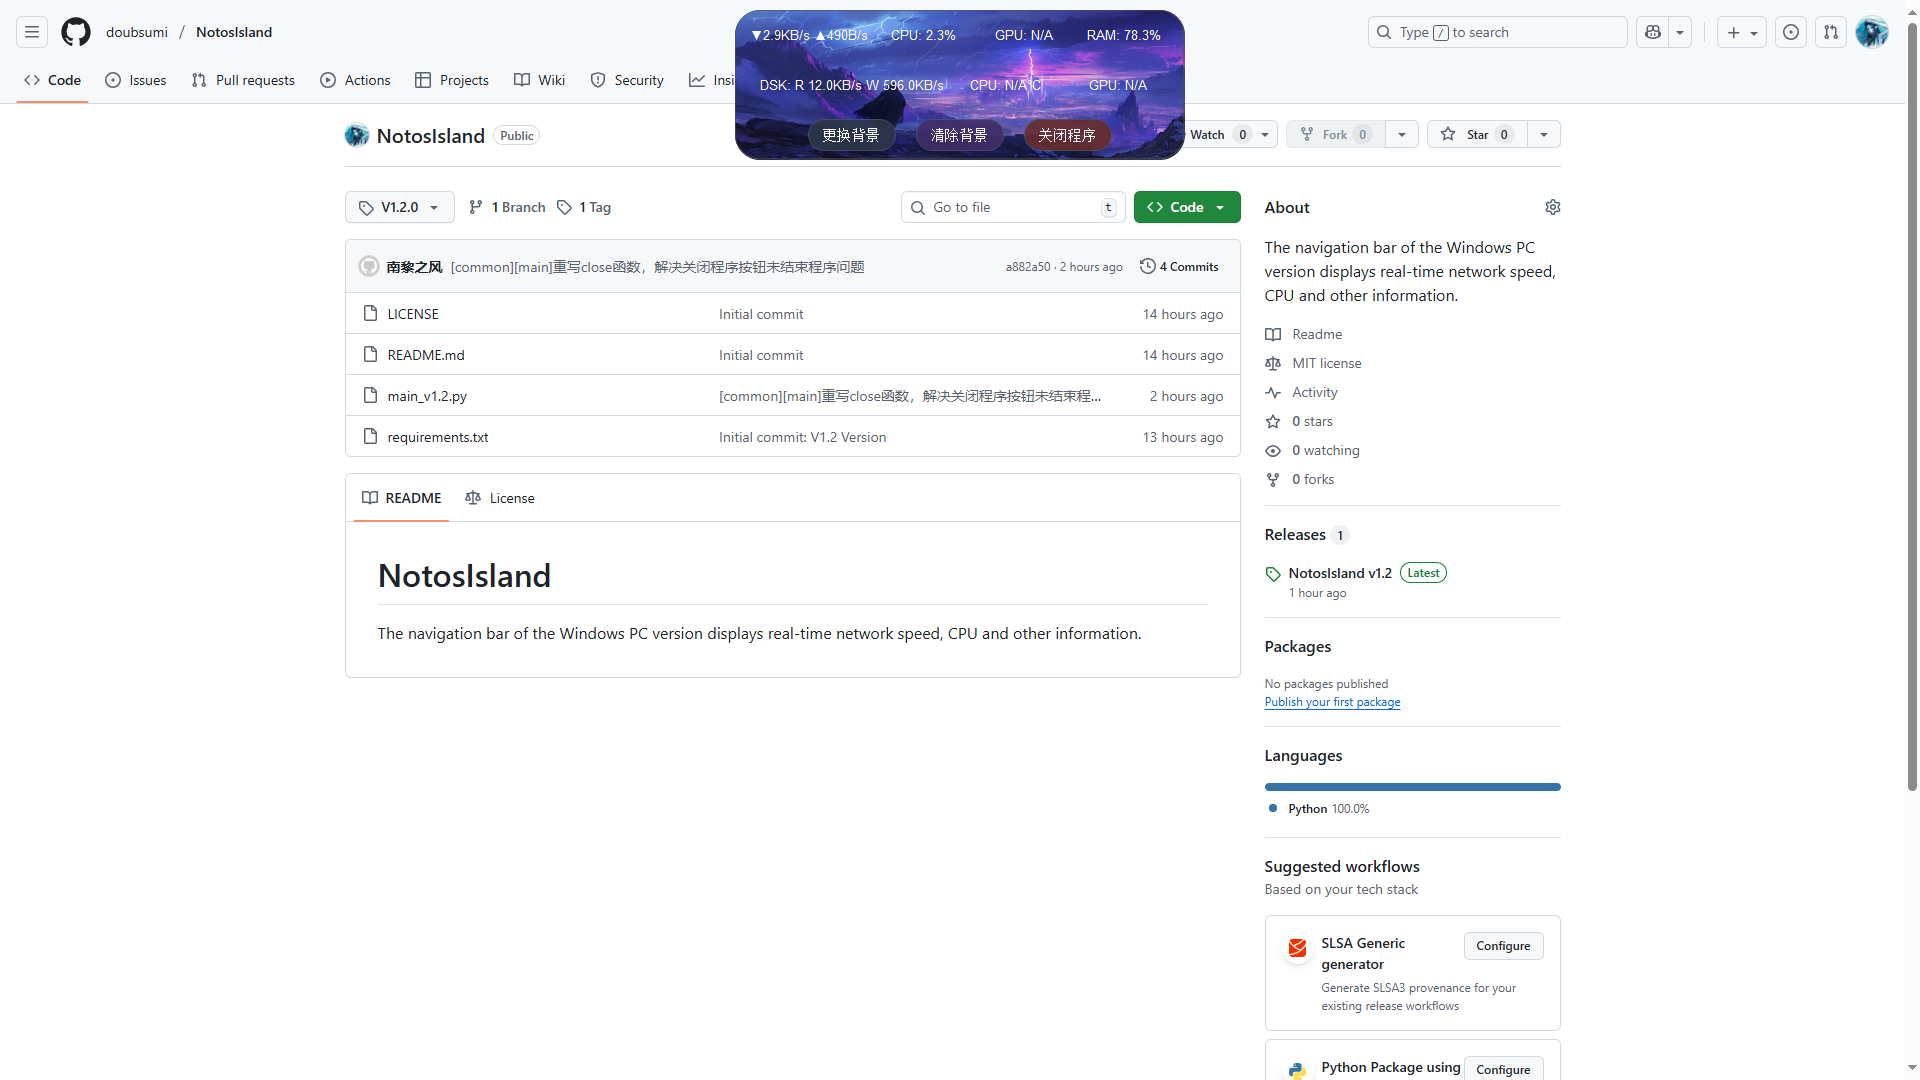 doubsumi / NotosIsland
Type / to search
Code
Issues
Pull requests
Actions
Projects
Wiki
Security
▼2.9KB/s ▲490B/s CPU: 2.3% GPU: N/A RAM: 78.3%
DSK: R 12.0KB/s W 596.0KB/s CPU: N/A°C GPU: N/A
更换背景 清除背景 关闭程序
NotosIsland Public
Watch 0
Fork 0
Star 0
V1.2.0
1 Branch
1 Tag
Go to file t
Code
南黎之风 [common][main]重写close函数，解决关闭程序按钮未结束程序问题 a882a50 · 2 hours ago 4 Commits
LICENSE Initial commit 14 hours ago
README.md Initial commit 14 hours ago
main_v1.2.py [common][main]重写close函数，解决关闭程序按钮未结束程... 2 hours ago
requirements.txt Initial commit: V1.2 Version 13 hours ago
README License
NotosIsland
The navigation bar of the Windows PC version displays real-time network speed, CPU and other information.
About
The navigation bar of the Windows PC
version displays real-time network speed,
CPU and other information.
Readme
MIT license
Activity
0 stars
0 watching
0 forks
Releases 1
NotosIsland v1.2 Latest
1 hour ago
Packages
No packages published
Publish your first package
Languages
Python 100.0%
Suggested workflows
Based on your tech stack
SLSA Generic
generator
Configure
Generate SLSA3 provenance for your
existing release workflows
Python Package using
Configure